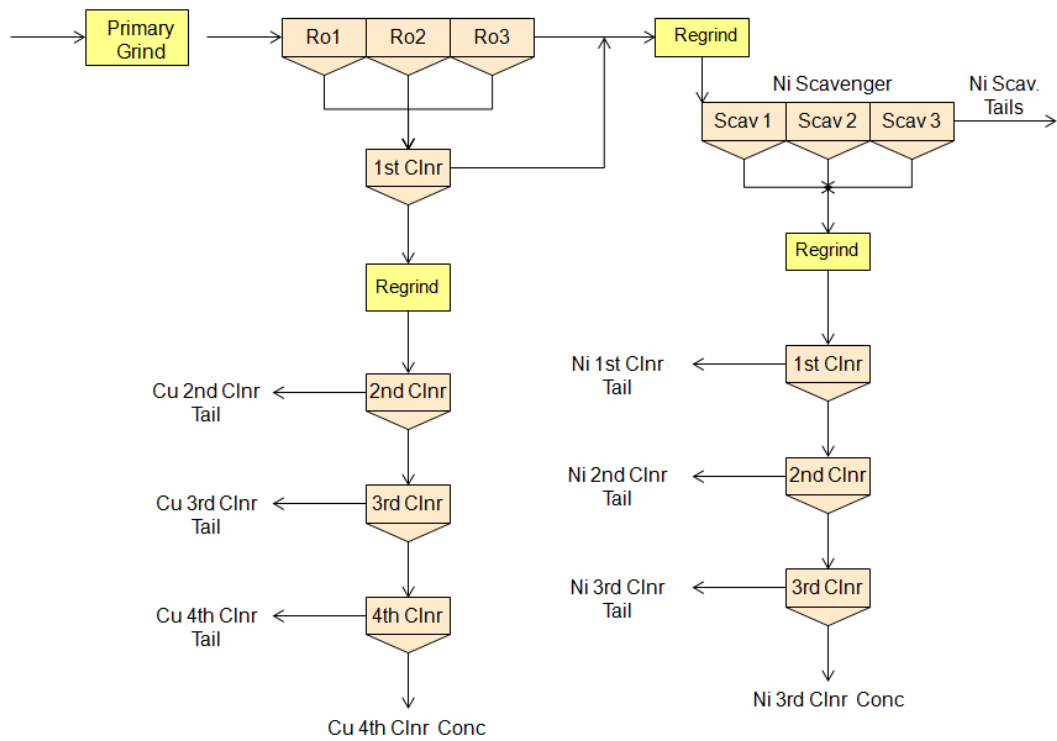 Primary
Grind
Ro1
Ro2
Ro3
Regrind
Ni Scavenger
Ni Scav.
Tails
Scav 1
Scav 2
Scav 3
1st Clnr
Regrind
Regrind
Cu 2nd Clnr
Tail
2nd Clnr
Ni 1st Clnr
Tail
1st Clnr
Cu 3rd Clnr
Tail
3rd Clnr
Ni 2nd Clnr
Tail
2nd Clnr
Cu 4th Clnr
Tail
4th Clnr
Ni 3rd Clnr
Tail
3rd Clnr
Cu 4th Clnr Conc
Ni 3rd Clnr Conc